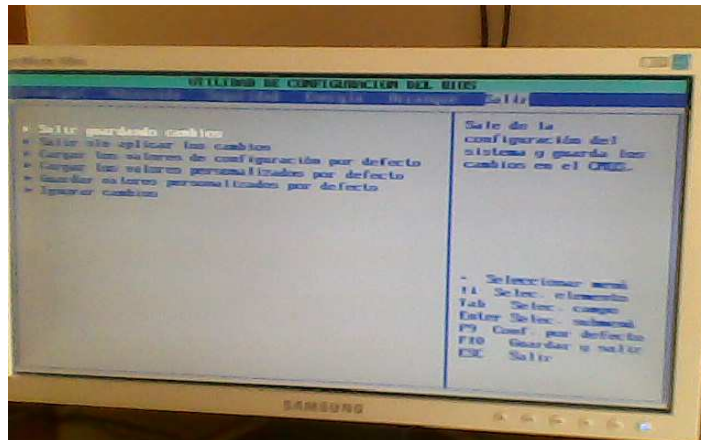 UTILIDAD DE CONFIGURACION DEL BIOS
Energía Arranque Salir
Salir guardando cambios
Salir sin aplicar los cambios
Cargar los valores de configuración por defecto
Cargar los valores personalizados por defecto
Guardar valores personalizados por defecto
Ignorar cambios
Sale de la
configuración del
sistema y guarda los
cambios en el CMOS.
Seleccionar menú
Selec. elemento
Tab Selec. campo
Enter Selec. submenú
F9 Conf. por defecto
F10 Guardar y salir
ESC Salir
SAMSUNG